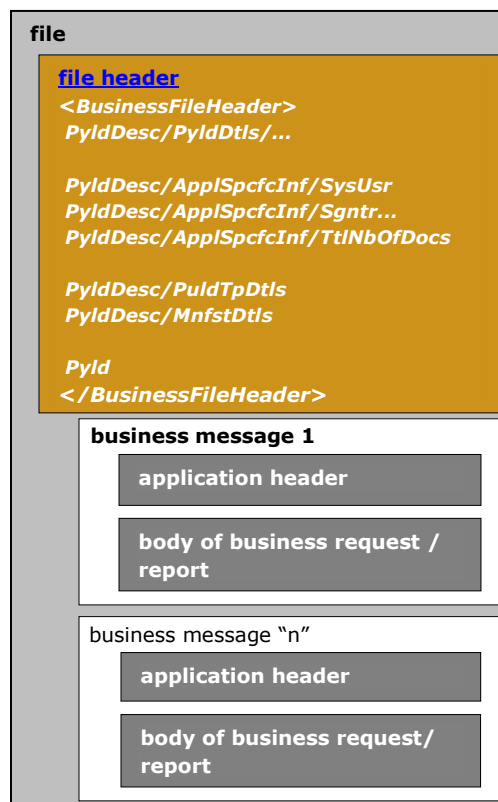 file
file header
<BusinessFileHeader>
PyldDesc/PyldDtls/...
PyldDesc/ApplSpcfcInf/SysUsr
PyldDesc/ApplSpcfcInf/Sgntr...
PyldDesc/ApplSpcfcInf/TtlNbOfDocs
PyldDesc/PuldTpDtls
PyldDesc/MnfstDtls
Pyld
</BusinessFileHeader>
business message 1
application header
body of business request /
report
business message “n”
application header
body of business request/
report